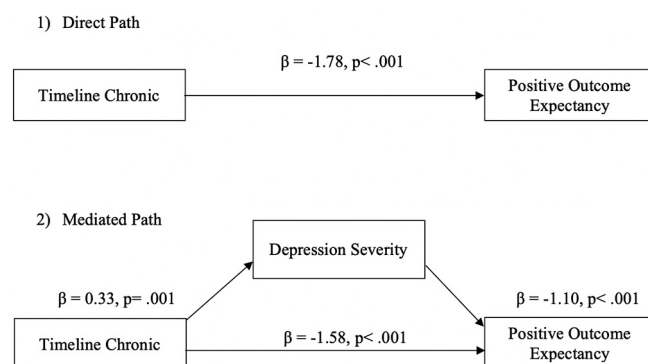 1) Direct Path
β = -1.78, p< .001
Timeline Chronic
Positive Outcome
Expectancy
2) Mediated Path
Depression Severity
β = 0.33, p= .001
β = -1.10, p< .001
Timeline Chronic
β = -1.58, p< .001
Positive Outcome
Expectancy